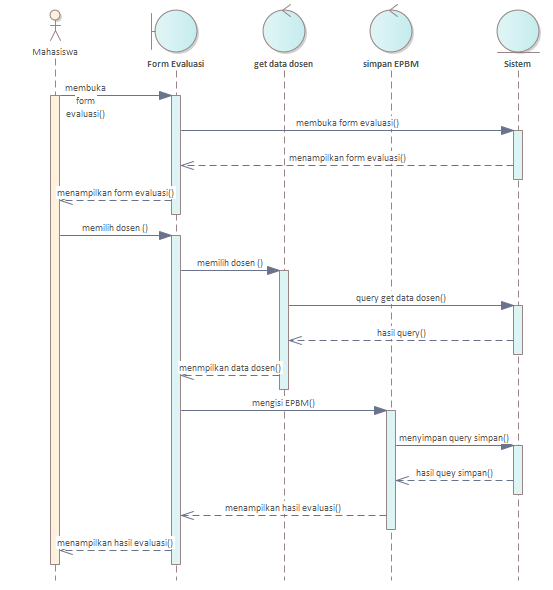 Mahasiswa
Form Evaluasi
get data dosen
simpan EPBM
Sistem
membuka
form
evaluasi()
membuka form evaluasi()
menampilkan form evaluasi()
menampilkan form evaluasi()
memilih dosen ()
memilih dosen ()
query get data dosen()
hasil query()
menmpilkan data dosen()
mengisi EPBM()
menyimpan query simpan()
hasil quey simpan()
menampilkan hasil evaluasi()
menampilkan hasil evaluasi()